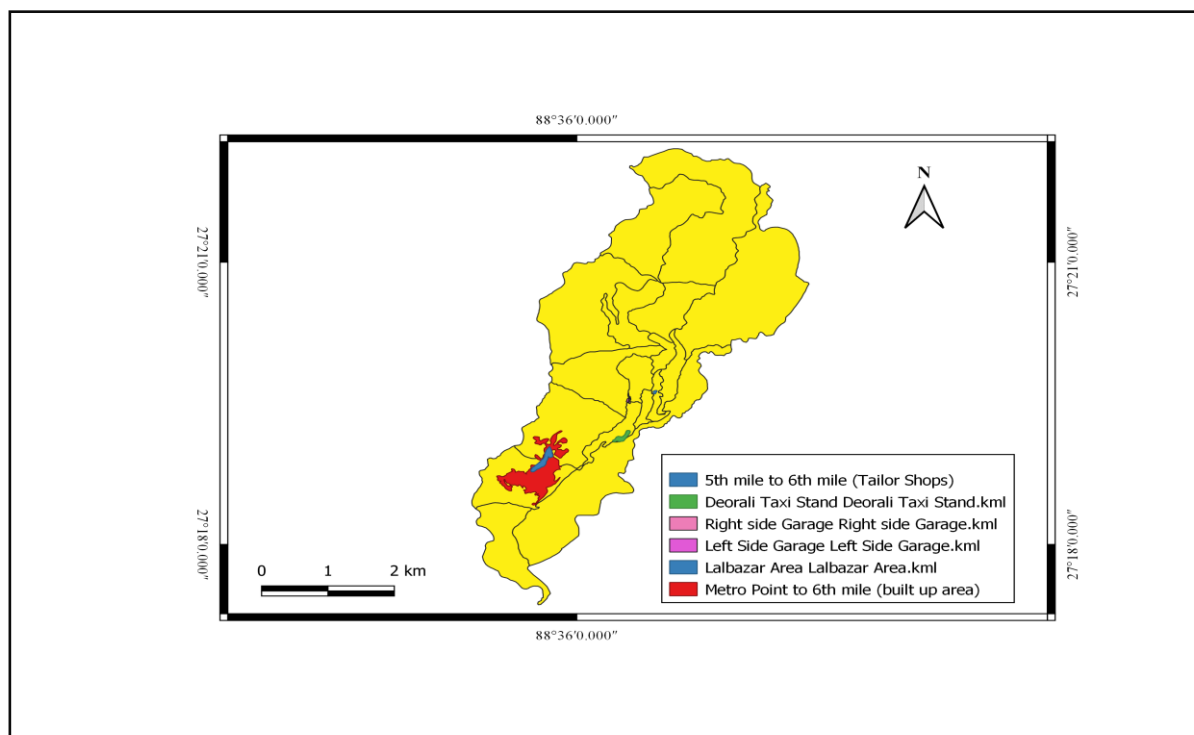 88°36'0.000"
N
27°21'0.000"
27°21'0.000"
5th mile to 6th mile (Tailor Shops)
Deorali Taxi Stand Deorali Taxi Stand.kml
Right side Garage Right side Garage.kml
Left Side Garage Left Side Garage.kml
Lalbazar Area Lalbazar Area.kml
Metro Point to 6th mile (built up area)
27°18'0.000"
27°18'0.000"
0 1 2 km
88°36'0.000"